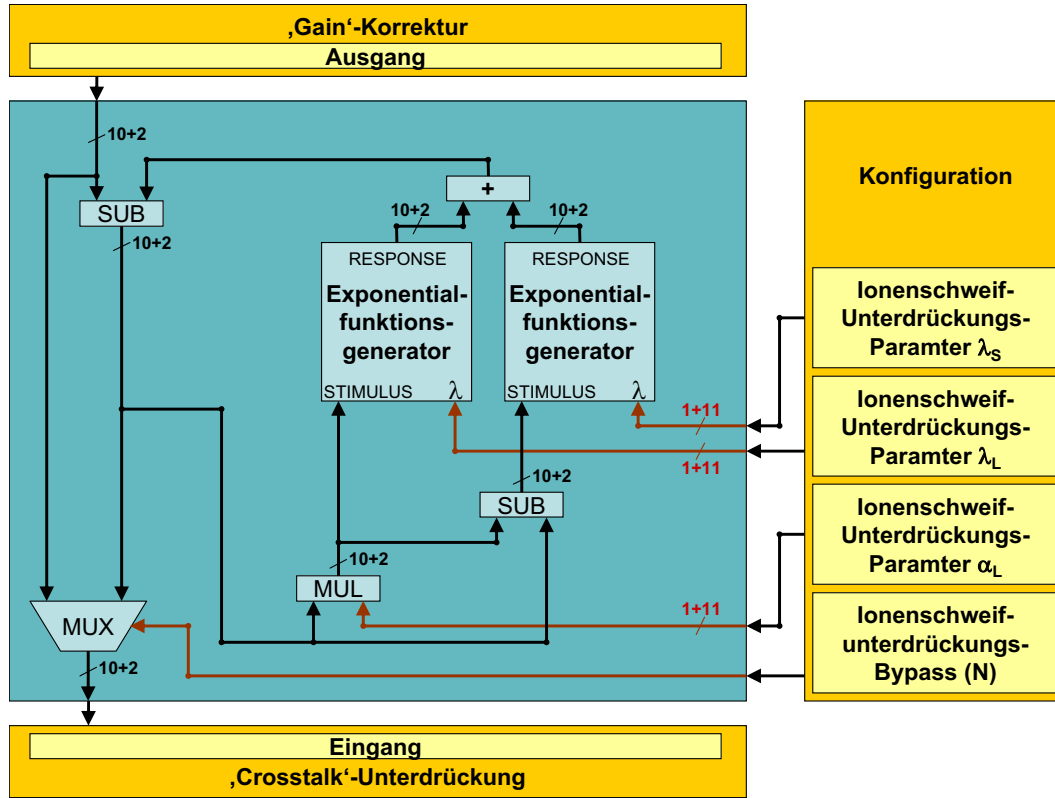 ‚Gain‘-Korrektur
Ausgang
10+2
SUB
10+2
+
10+2
10+2
RESPONSE
Exponential-
funktions-
generator
STIMULUS λ
RESPONSE
Exponential-
funktions-
generator
STIMULUS λ
1+11
1+11
10+2
SUB
10+2
MUL
1+11
MUX
10+2
Konfiguration
Ionenschweif-
Unterdrückungs-
Paramter λS
Ionenschweif-
Unterdrückungs-
Paramter λL
Ionenschweif-
Unterdrückungs-
Paramter αL
Ionenschweif-
unterdrückungs-
Bypass (N)
Eingang
‚Crosstalk‘-Unterdrückung